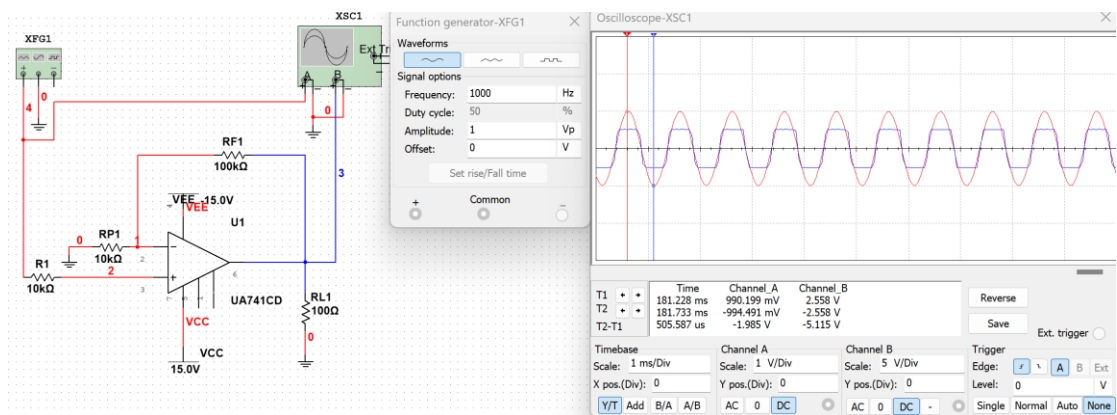 XFG1
4
0
XSC1
Ext Tri
A
B
0
RF1
100kΩ
3
VEE -15.0V
VEE
4
U1
0
RP1
10kΩ
1
2
R1
10kΩ
2
3
6
7
5
1
UA741CD
RL1
100Ω
0
VCC
VCC
15.0V
Function generator-XFG1
Waveforms
Signal options
Frequency: 1000 Hz
Duty cycle: 50 %
Amplitude: 1 Vp
Offset: 0 V
Set rise/Fall time
+ Common −
Oscilloscope-XSC1
Time Channel_A Channel_B
T1 181.228 ms 990.199 mV 2.558 V
T2 181.733 ms -994.491 mV -2.558 V
T2-T1 505.587 us -1.985 V -5.115 V
Reverse
Save
Ext. trigger
Timebase
Scale: 1 ms/Div
X pos.(Div): 0
Y/T Add B/A A/B
Channel A
Scale: 1 V/Div
Y pos.(Div): 0
AC 0 DC
Channel B
Scale: 5 V/Div
Y pos.(Div): 0
AC 0 DC -
Trigger
Edge: A B Ext
Level: 0 V
Single Normal Auto None